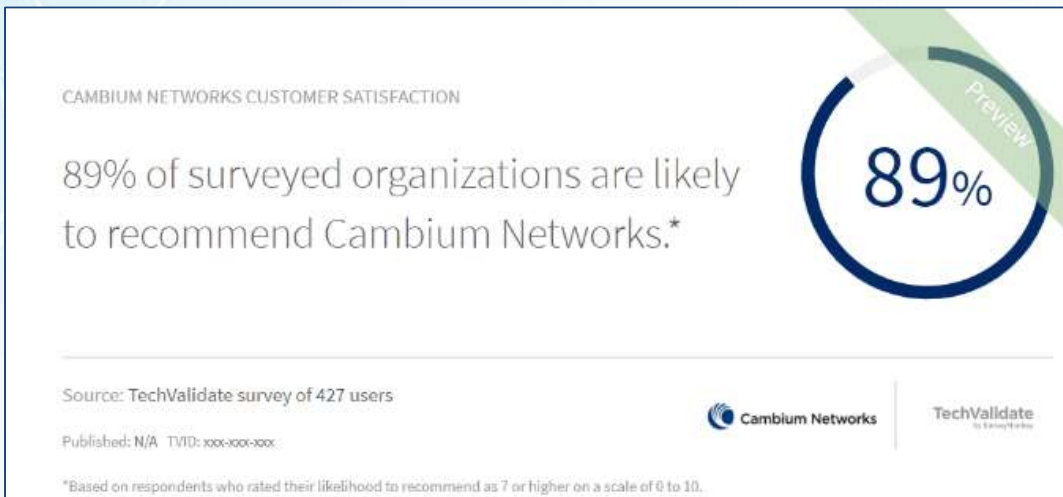 CAMBIUM NETWORKS CUSTOMER SATISFACTION
89% of surveyed organizations are likely
to recommend Cambium Networks.*
89%
Preview
Source: TechValidate survey of 427 users
Published: N/A TVID: xxx-xxx-xxx
Cambium Networks
TechValidate
by SurveyMonkey
*Based on respondents who rated their likelihood to recommend as 7 or higher on a scale of 0 to 10.